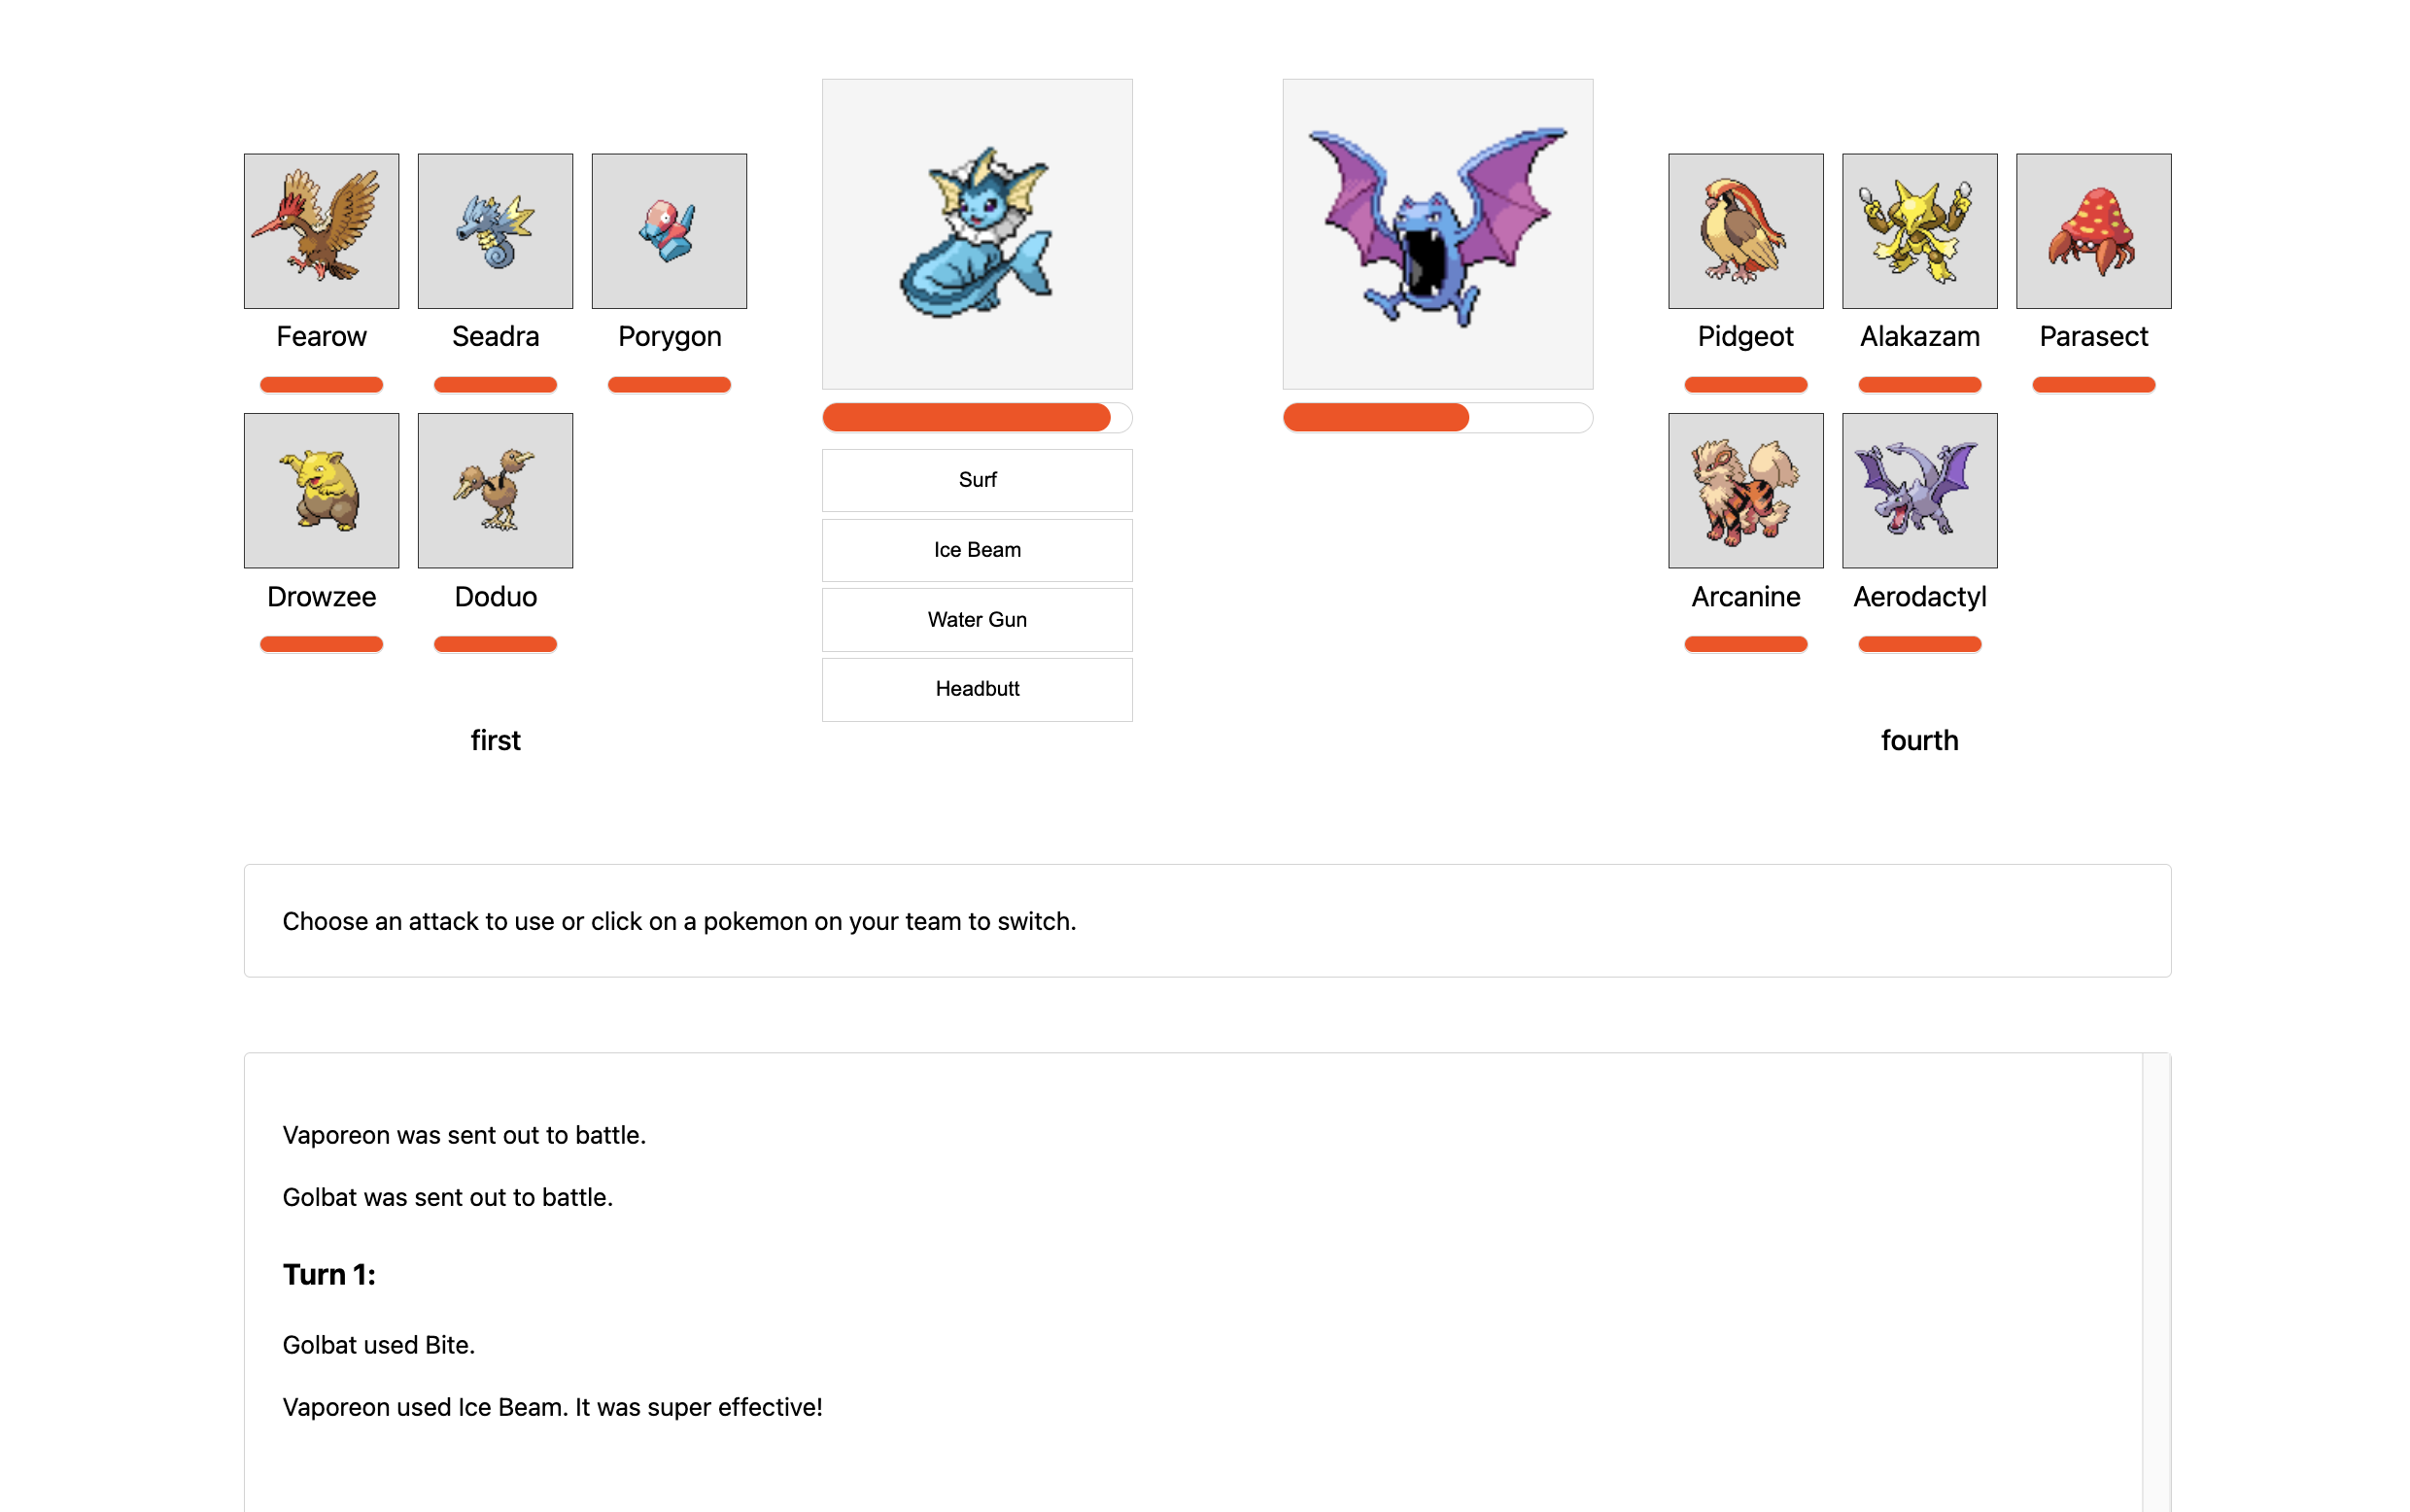 Fearow
Seadra
Porygon
Drowzee
Doduo
first
Surf
Ice Beam
Water Gun
Headbutt
Pidgeot
Alakazam
Parasect
Arcanine
Aerodactyl
fourth
Choose an attack to use or click on a pokemon on your team to switch.
Vaporeon was sent out to battle.
Golbat was sent out to battle.
Turn 1:
Golbat used Bite.
Vaporeon used Ice Beam. It was super effective!